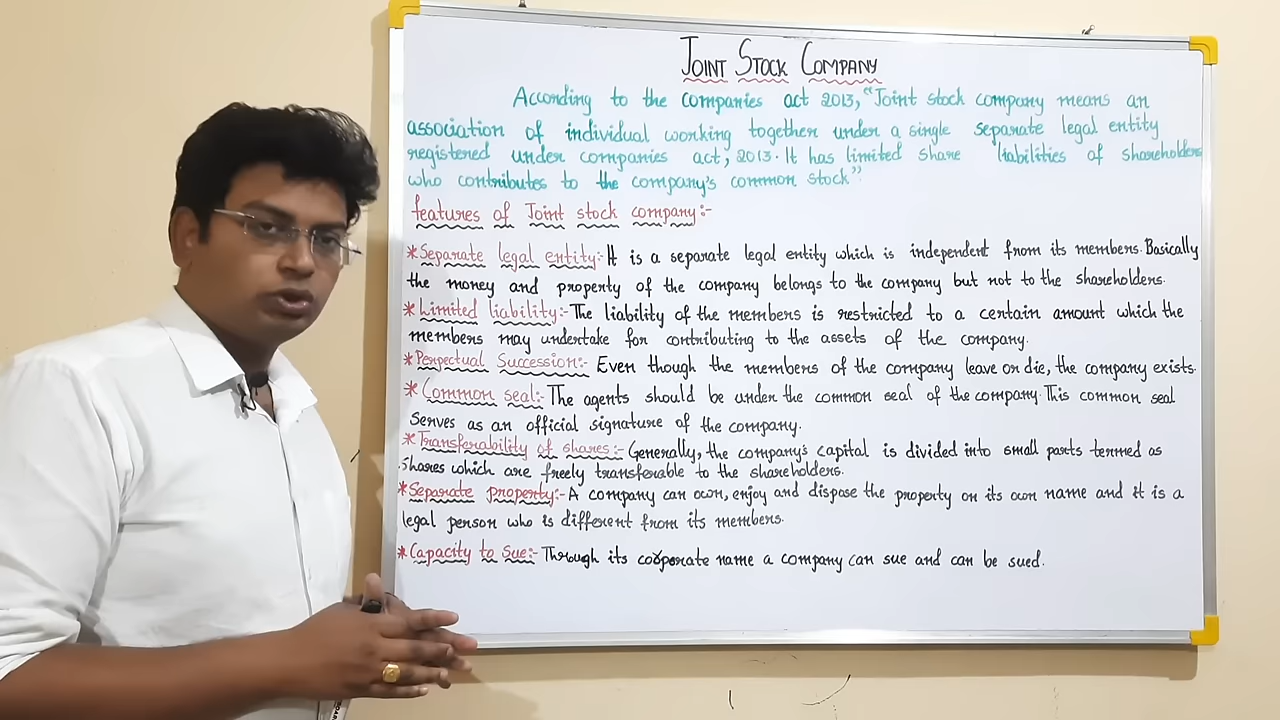 JOINT STOCK COMPANY
According to the companies act 2013, "Joint stock company means an
association of individual working together under a single separate legal entity
registered under companies act, 2013. It has limited share liabilities of shareholders
who contributes to the company's common stock".
features of Joint stock company:-
*Separate legal entity:- It is a separate legal entity which is independent from its members. Basically
the money and property of the company belongs to the company but not to the shareholders.
*Limited liability:- The liability of the members is restricted to a certain amount which the
members may undertake for contributing to the assets of the company.
*Perpetual Succession:- Even though the members of the company leave or die, the company exists.
*Common seal:- The agents should be under the common seal of the company. This common seal
Serves as an official signature of the company.
*Transferability of shares:- Generally, the company's capital is divided into small parts termed as
Shares which are freely transferable to the shareholders.
*Separate property:- A company can own, enjoy and dispose the property on its own name and it is a
legal person who is different from its members.
*Capacity to Sue:- Through its corporate name a company can sue and can be sued.